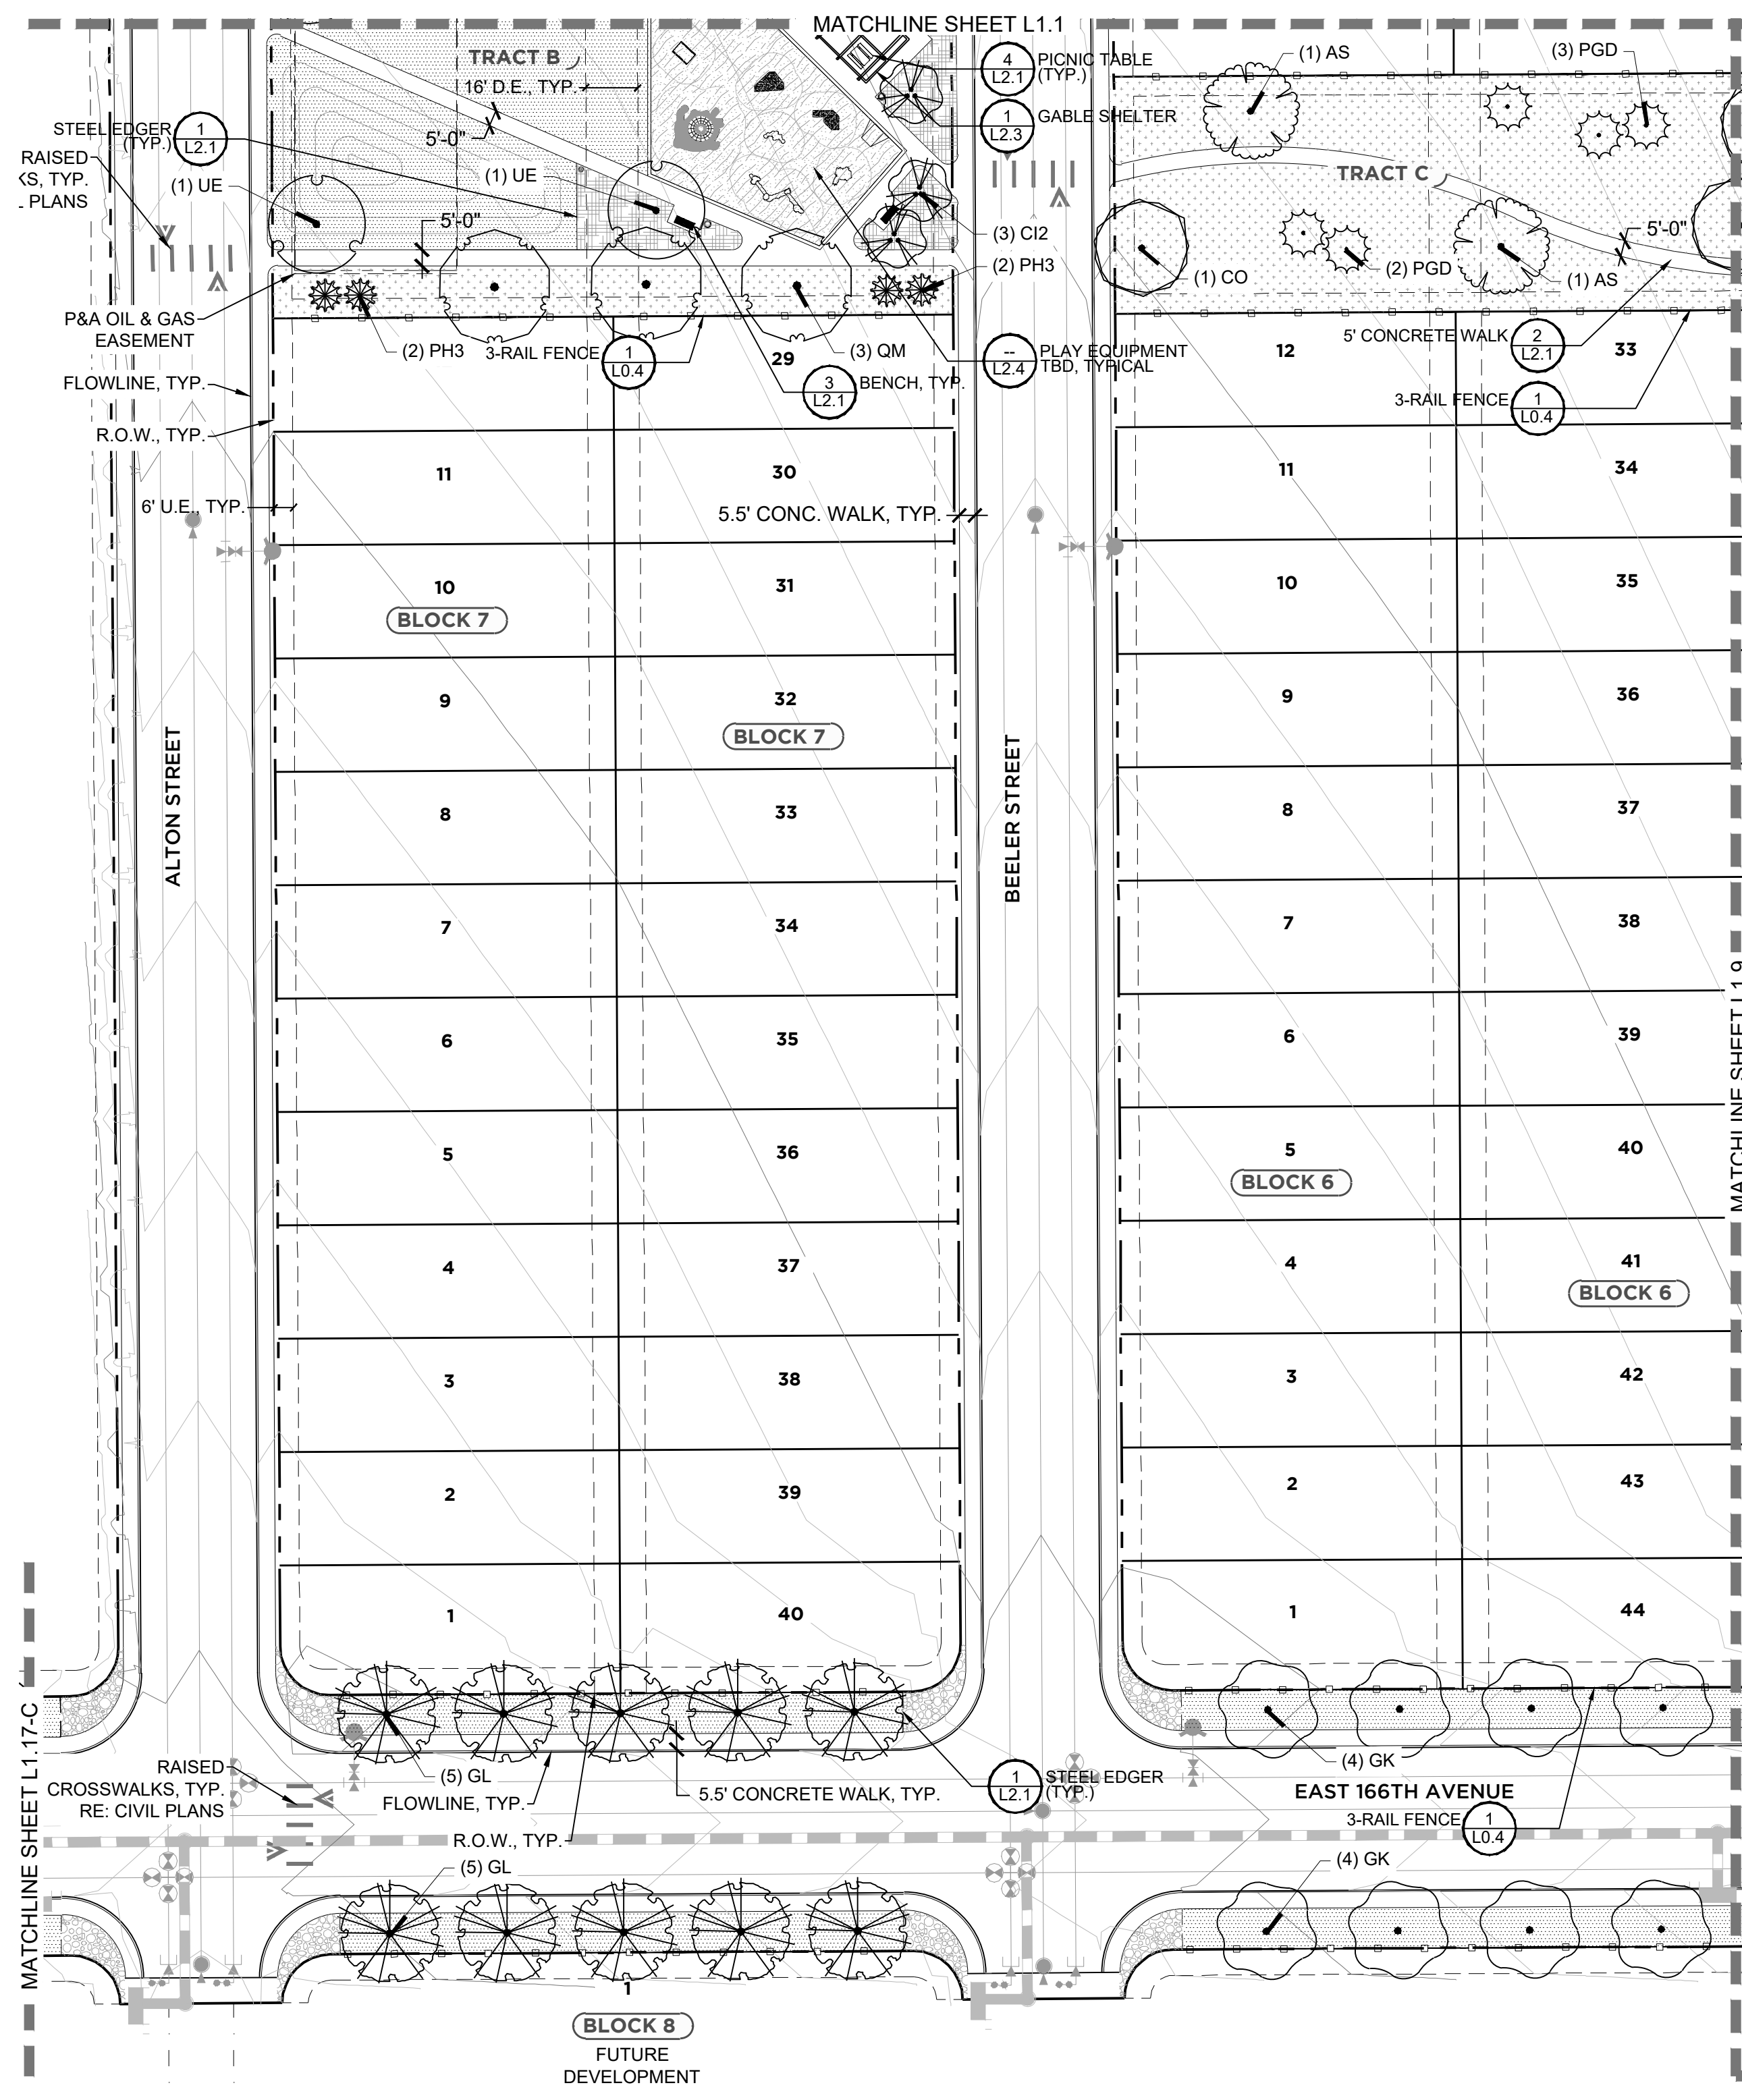 MATCHLINE SHEET L1.1
TRACT B
16' D.E., TYP.
5'-0"
4
L2.1
PICNIC TABLE
(TYP.)
1
L2.3
GABLE SHELTER
(1) AS
(3) PGD
TRACT C
STEEL EDGER
(TYP.)
1
L2.1
RAISED
KS, TYP.
PLANS
(1) UE
(1) UE
5'-0"
(3) CI2
(2) PH3
(1) CO
(2) PGD
(1) AS
5'-0"
P&A OIL & GAS
EASEMENT
(2) PH3
3-RAIL FENCE
1
L0.4
29
(3) QM
3
L2.1
BENCH, TYP.
--
L2.4
PLAY EQUIPMENT
TBD, TYPICAL
12
5' CONCRETE WALK
2
L2.1
33
3-RAIL FENCE
1
L0.4
FLOWLINE, TYP.
R.O.W., TYP.
11
30
11
34
6' U.E., TYP.
5.5' CONC. WALK, TYP.
10
31
10
35
BLOCK 7
9
32
9
36
BLOCK 7
ALTON STREET
BEELER STREET
8
33
8
37
7
34
7
38
6
35
6
39
MATCHLINE SHEET L1.9
5
36
5
40
BLOCK 6
4
37
4
41
BLOCK 6
3
38
3
42
2
39
2
43
1
40
1
44
MATCHLINE SHEET L1.17-C
RAISED
CROSSWALKS, TYP.
RE: CIVIL PLANS
(5) GL
FLOWLINE, TYP.
5.5' CONCRETE WALK, TYP.
1
L2.1
STEEL EDGER
(TYP.)
(4) GK
EAST 166TH AVENUE
3-RAIL FENCE
1
L0.4
R.O.W., TYP.
(5) GL
(4) GK
1
BLOCK 8
FUTURE
DEVELOPMENT